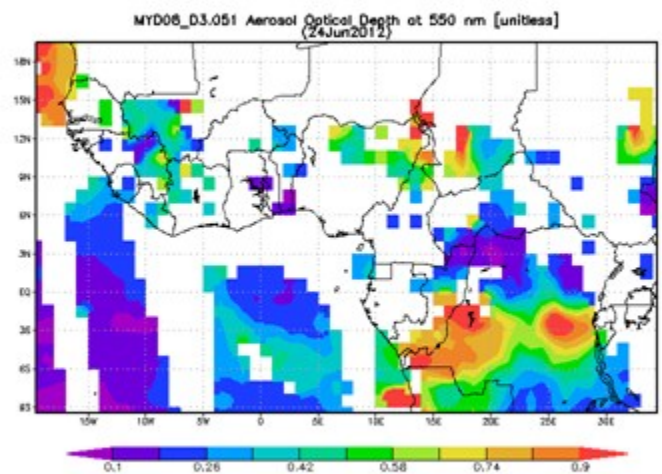 MYD08_D3.051 Aerosol Optical Depth at 550 nm [unitless]
(24Jun2012)
18N
15N
12N
9N
6N
3N
EQ
3S
6S
8S
15W
10W
5W
0
5E
10E
15E
20E
25E
30E
0.1
0.26
0.42
0.58
0.74
0.9